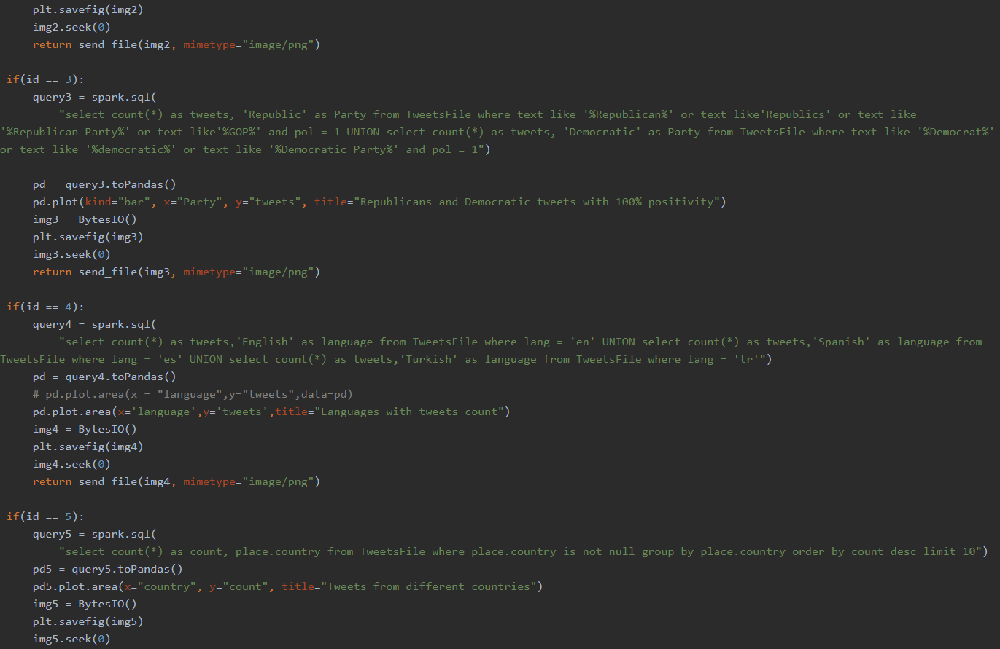 plt.savefig(img2)
img2.seek(0)
return send_file(img2, mimetype="image/png")
if(id == 3):
query3 = spark.sql(
"select count(*) as tweets, 'Republic' as Party from TweetsFile where text like '%Republican%' or text like'Republics' or text like
'%Republican Party%' or text like'%GOP%' and pol = 1 UNION select count(*) as tweets, 'Democratic' as Party from TweetsFile where text like '%Democrat%'
or text like '%democratic%' or text like '%Democratic Party%' and pol = 1")
pd = query3.toPandas()
pd.plot(kind="bar", x="Party", y="tweets", title="Republicans and Democratic tweets with 100% positivity")
img3 = BytesIO()
plt.savefig(img3)
img3.seek(0)
return send_file(img3, mimetype="image/png")
if(id == 4):
query4 = spark.sql(
"select count(*) as tweets,'English' as language from TweetsFile where lang = 'en' UNION select count(*) as tweets,'Spanish' as language from
TweetsFile where lang = 'es' UNION select count(*) as tweets,'Turkish' as language from TweetsFile where lang = 'tr'")
pd = query4.toPandas()
# pd.plot.area(x = "language",y="tweets",data=pd)
pd.plot.area(x='language',y='tweets',title="Languages with tweets count")
img4 = BytesIO()
plt.savefig(img4)
img4.seek(0)
return send_file(img4, mimetype="image/png")
if(id == 5):
query5 = spark.sql(
"select count(*) as count, place.country from TweetsFile where place.country is not null group by place.country order by count desc limit 10")
pd5 = query5.toPandas()
pd5.plot.area(x="country", y="count", title="Tweets from different countries")
img5 = BytesIO()
plt.savefig(img5)
img5.seek(0)